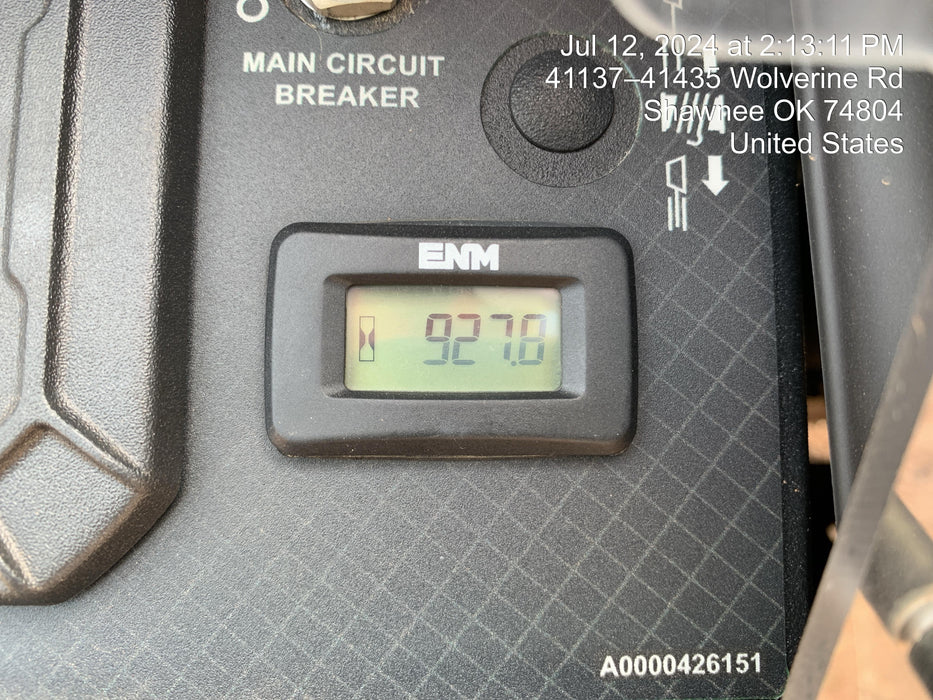 Jul 12, 2024 at 2:13:11 PM
41137–41435 Wolverine Rd
Shawnee OK 74804
United States
MAIN CIRCUIT
BREAKER
ENM
927.8
A0000426151